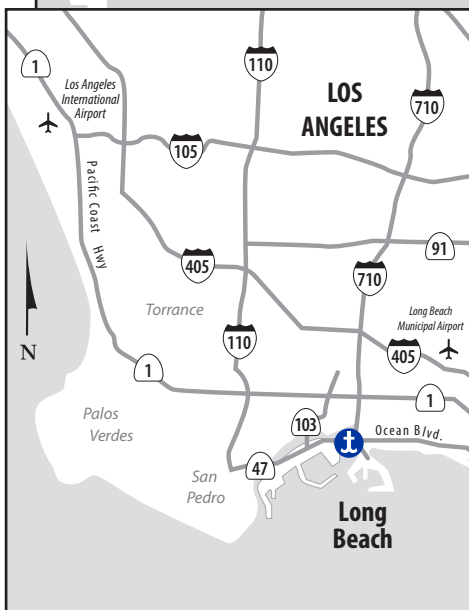 1
110
Los Angeles
International
Airport
LOS
ANGELES
710
105
Pacific Coast Hwy
91
405
710
Torrance
Long Beach
Municipal Airport
N
110
405
1
1
Palos
Verdes
103
Ocean Blvd.
47
San
Pedro
Long
Beach